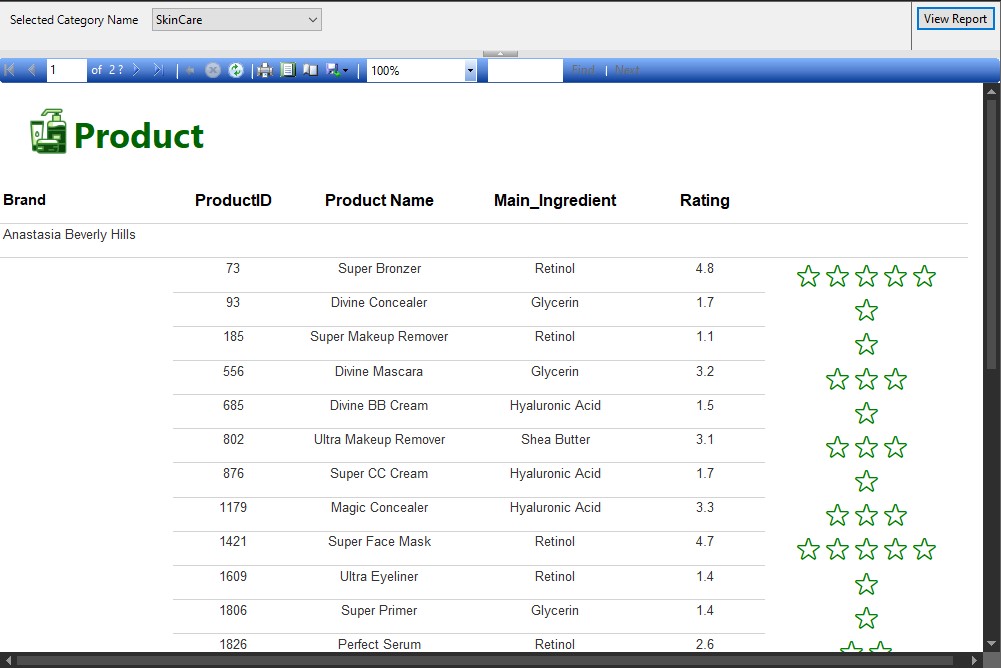 Selected Category Name SkinCare View Report
1 of 2 ? 100% Find | Next
Product
Brand ProductID Product Name Main_Ingredient Rating
Anastasia Beverly Hills
73 Super Bronzer Retinol 4.8
93 Divine Concealer Glycerin 1.7
185 Super Makeup Remover Retinol 1.1
556 Divine Mascara Glycerin 3.2
685 Divine BB Cream Hyaluronic Acid 1.5
802 Ultra Makeup Remover Shea Butter 3.1
876 Super CC Cream Hyaluronic Acid 1.7
1179 Magic Concealer Hyaluronic Acid 3.3
1421 Super Face Mask Retinol 4.7
1609 Ultra Eyeliner Retinol 1.4
1806 Super Primer Glycerin 1.4
1826 Perfect Serum Retinol 2.6